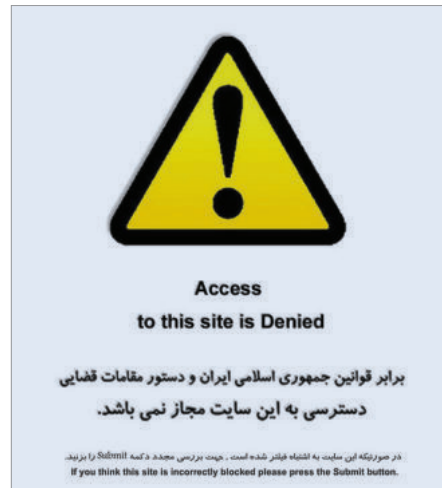 Access
to this site is Denied
برابر قوانین جمهوری اسلامی ایران و دستور مقامات قضایی
دسترسی به این سایت مجاز نمی باشد.
در صورتیکه این سایت به اشتباه فیلتر شده است ، جهت بررسی مجدد دکمه Submit را بزنید.
If you think this site is incorrectly blocked please press the Submit button.